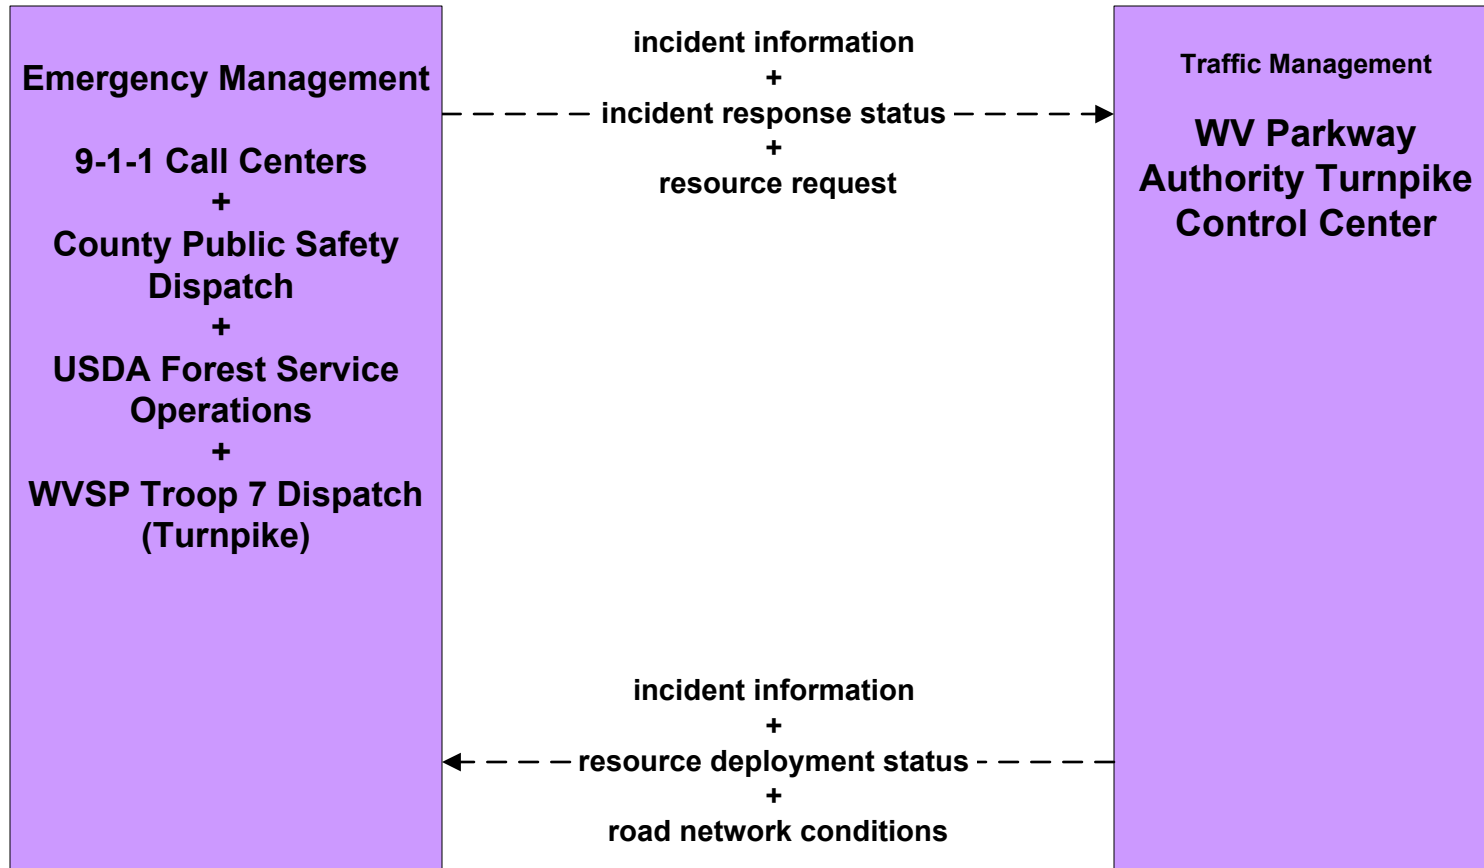 Emergency Management
9-1-1 Call Centers
+
County Public Safety
Dispatch
+
USDA Forest Service
Operations
+
WVSP Troop 7 Dispatch
(Turnpike)
incident information
+
incident response status
+
resource request
incident information
+
resource deployment status
+
road network conditions
Traffic Management
WV Parkway
Authority Turnpike
Control Center